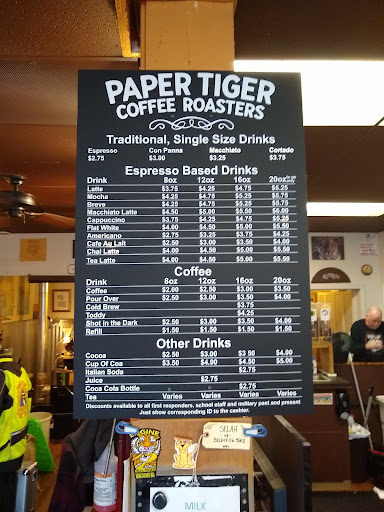 PAPER TIGER
COFFEE ROASTERS
Traditional, Single Size Drinks
Espresso Con Panna Macchiato Cortado
$2.75 $3.00 $3.25 $3.75
Espresso Based Drinks
Drink 8oz 12oz 16oz 20oz
Latte $3.75 $4.25 $4.75 $5.25
Mocha $4.25 $4.75 $5.25 $5.75
Breve $4.25 $4.75 $5.25 $5.75
Macchiato Latte $4.50 $5.00 $5.50 $6.00
Cappuccino $3.75 $4.25 $4.75 $5.25
Flat White $4.00 $4.50 $5.00 $5.50
Americano $2.75 $3.25 $3.75
Cafe Au Lait $2.50 $3.00 $3.50 $4.00
Chai Latte $4.00 $4.50 $5.00 $5.50
Tea Latte $4.00 $4.50 $5.00 $5.50
Coffee
Drink 8oz 12oz 16oz 20oz
Coffee $2.00 $2.50 $3.00 $3.50
Pour Over $2.50 $3.00 $3.50 $4.00
Cold Brew $3.75
Toddy $4.25
Shot in the Dark $2.50 $3.00 $3.50 $4.00
Refill $1.50 $1.50 $1.50 $1.50
Other Drinks
Cocoa $2.50 $3.00 $3.50 $4.00
Cup Of Coa $3.50 $4.00 $4.50 $5.00
Italian Soda $2.75
Juice $2.75
Coca Cola Bottle $2.75
Tea Varies Varies Varies Varies
Discounts available to all first responders, school staff and military past and present
Just show corresponding ID to the cashier.
SELAH
MILK